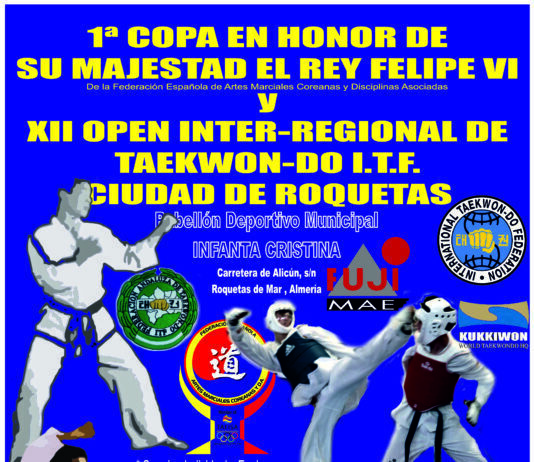 1ª COPA EN HONOR DE
SU MAJESTAD EL REY FELIPE VI
De la Federación Española de Artes Marciales Coreanas y Disciplinas Asociadas
y
XII OPEN INTER-REGIONAL DE
TAEKWON-DO I.T.F.
CIUDAD DE ROQUETAS
Pabellón Deportivo Municipal
INFANTA CRISTINA
Carretera de Alicún, s/n
Roquetas de Mar , Almería
FUJI
MAE
INTERNATIONAL TAEKWON-DO FEDERATION
KUKKIWON
WORLD TAEKWONDO HQ
道
ARTES MARCIALES COREANAS Y D.A.